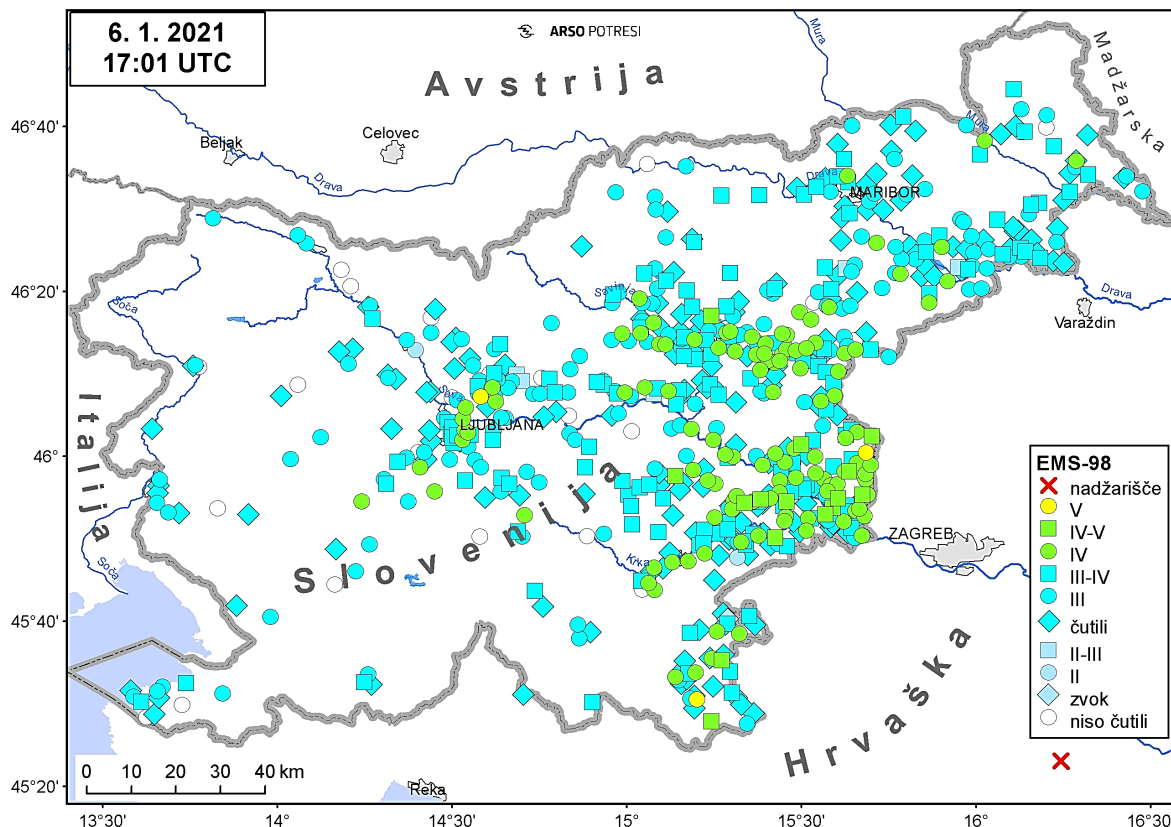 6. 1. 2021
17:01 UTC
ARSO POTRESI
Avstrija
Madžarska
Mura
Mura
46°40'
Beljak
Celovec
Drava
Drava
MARIBOR
46°20'
Soča
Savinja
Drava
Varaždin
Italija
Sava
LJUBLJANA
46°
Slovenija
ZAGREB
Krka
Soča
45°40'
Hrvaška
EMS-98
nadžarišče
V
IV-V
IV
III-IV
III
čutili
II-III
II
zvok
niso čutili
0 10 20 40 km
45°20'
Reka
13°30' 14° 14°30' 15° 15°30' 16° 16°30'